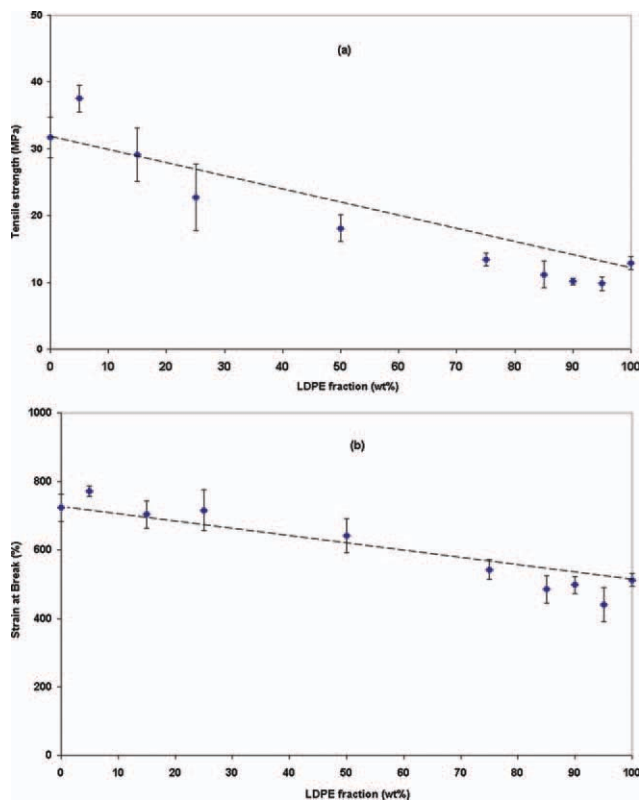 (a)
Tensile strength (MPa)
50
40
30
20
10
0
0 10 20 30 40 50 60 70 80 90 100
LDPE fraction (wt%)
(b)
Strain at Break (%)
1000
800
600
400
200
0
0 10 20 30 40 50 60 70 80 90 100
LDPE fraction (wt%)